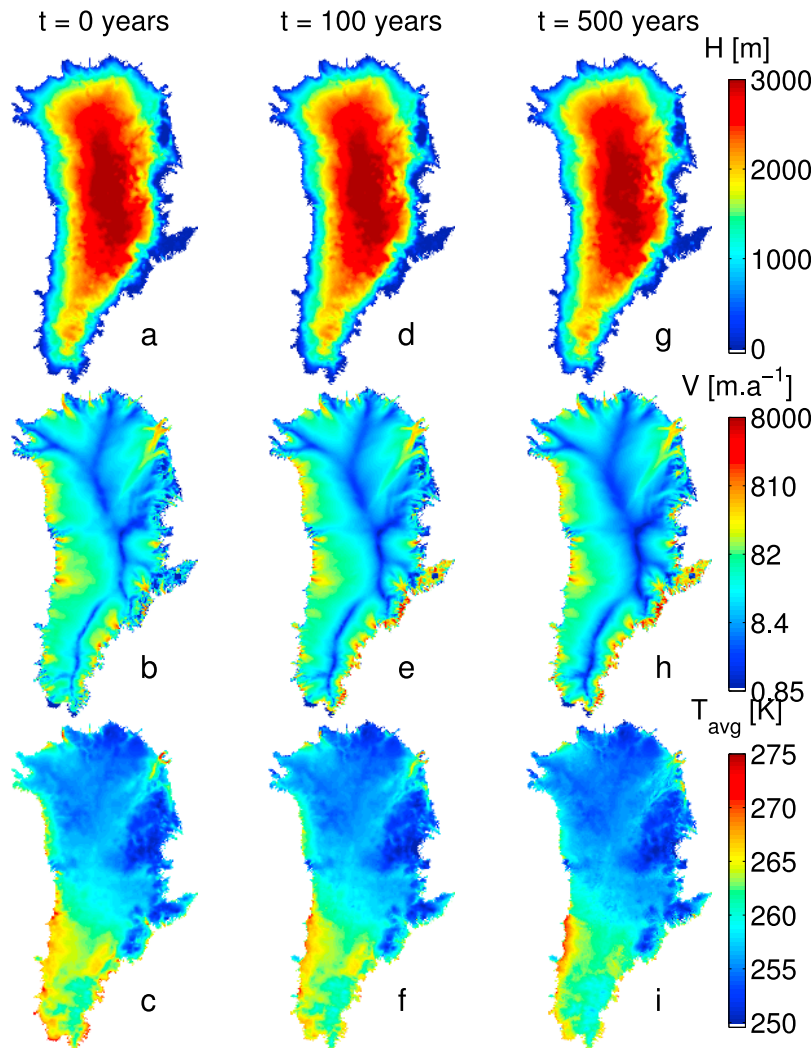 t = 0 years t = 100 years t = 500 years
H [m]
3000
2000
1000
0
a d g
V [m.a⁻¹]
8000
810
82
8.4
0.85
b e h
T_avg [K]
275
270
265
260
255
250
c f i